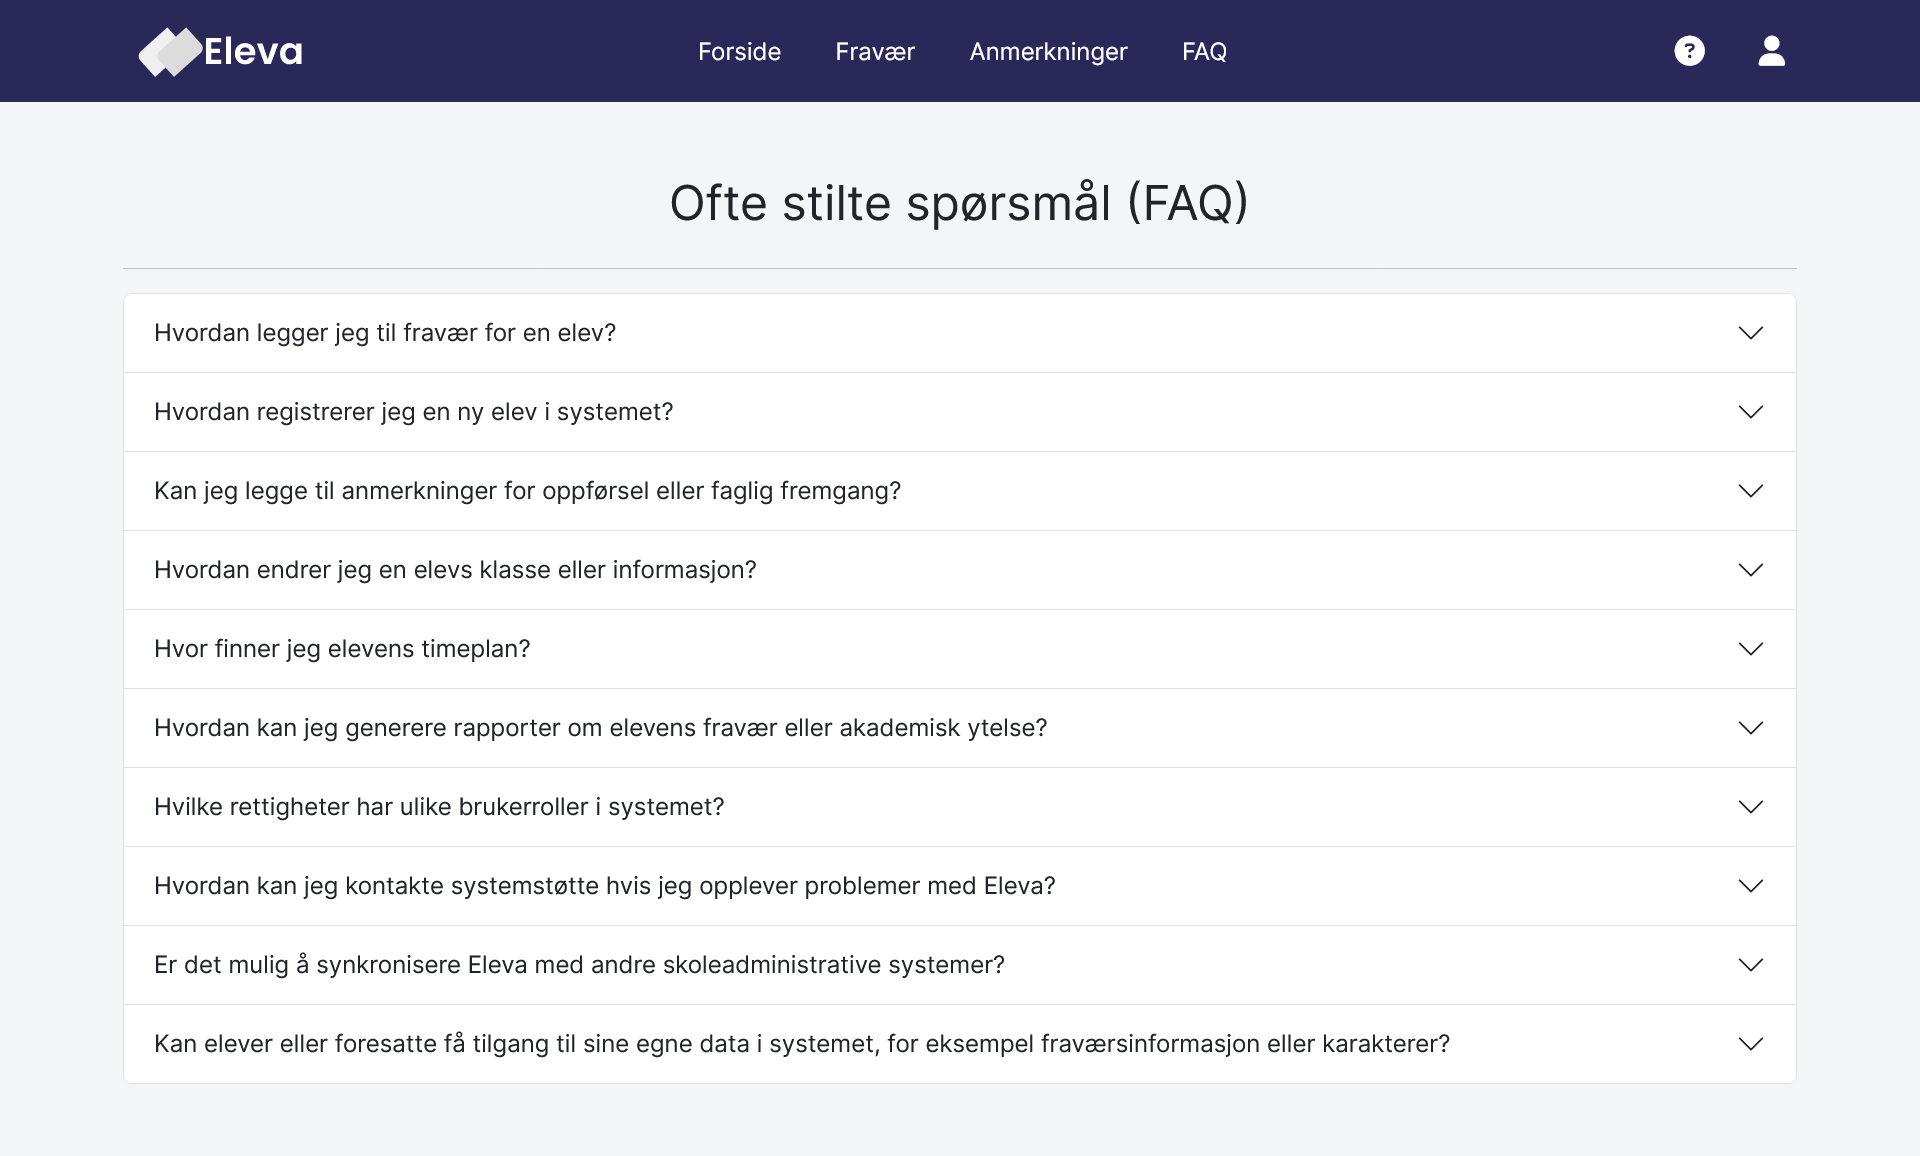 Eleva
Forside
Fravær
Anmerkninger
FAQ
?
Ofte stilte spørsmål (FAQ)
Hvordan legger jeg til fravær for en elev?
Hvordan registrerer jeg en ny elev i systemet?
Kan jeg legge til anmerkninger for oppførsel eller faglig fremgang?
Hvordan endrer jeg en elevs klasse eller informasjon?
Hvor finner jeg elevens timeplan?
Hvordan kan jeg generere rapporter om elevens fravær eller akademisk ytelse?
Hvilke rettigheter har ulike brukerroller i systemet?
Hvordan kan jeg kontakte systemstøtte hvis jeg opplever problemer med Eleva?
Er det mulig å synkronisere Eleva med andre skoleadministrative systemer?
Kan elever eller foresatte få tilgang til sine egne data i systemet, for eksempel fraværsinformasjon eller karakterer?